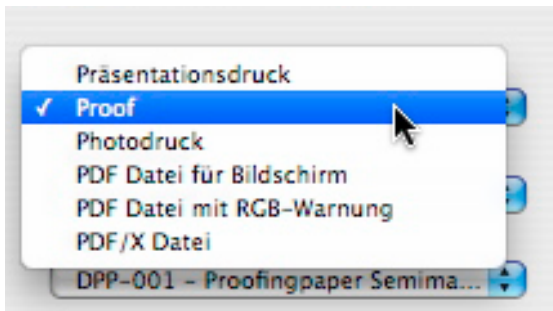 Präsentationsdruck
✓ Proof
Photodruck
PDF Datei für Bildschirm
PDF Datei mit RGB-Warnung
PDF/X Datei
DPP-001 - Proofingpaper Semima...